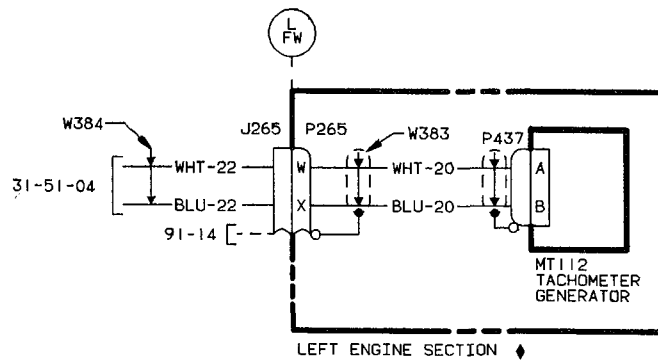 L
FW
W384
J265
P265
W383
P437
WHT-22
W
WHT-20
A
31-51-04
BLU-22
X
BLU-20
B
91-14
MT112
TACHOMETER
GENERATOR
LEFT ENGINE SECTION